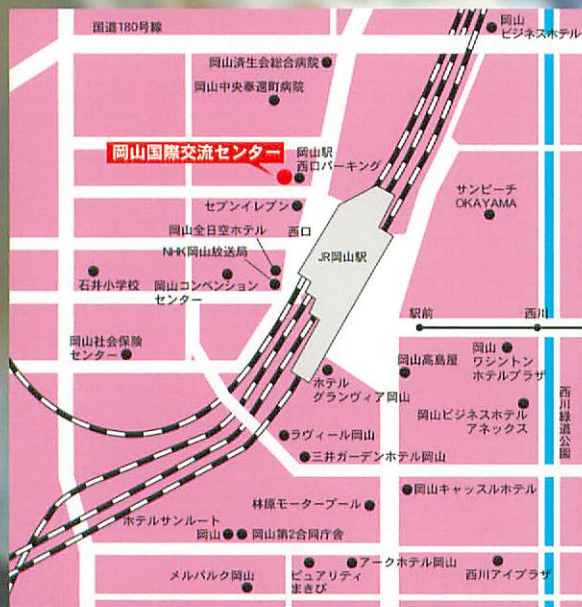 国道180号線
岡山
ビジネスホテル
岡山済生会総合病院
岡山中央奉還町病院
岡山国際交流センター
岡山駅
西口パーキング
サンピーチ
OKAYAMA
セブンイレブン
岡山全日空ホテル
西口
NHK岡山放送局
JR岡山駅
石井小学校
岡山コンベンション
センター
駅前
西川
岡山社会保険
センター
岡山高島屋
岡山
ワシントン
ホテルプラザ
ホテル
グランヴィア岡山
岡山ビジネスホテル
アネックス
西川緑道公園
ラヴィール岡山
三井ガーデンホテル岡山
岡山キャッスルホテル
林原モータープール
ホテルサンルート
岡山
岡山第2合同庁舎
メルパルク岡山
ピュアリティ
まきび
アークホテル岡山
西川アイプラザ